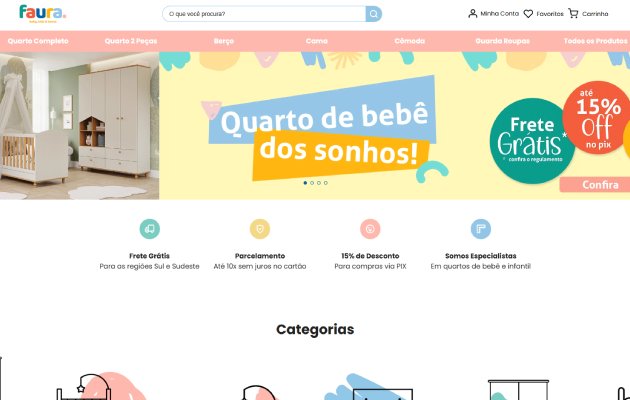 faura.
O que você procura?
Minha Conta
Favoritos
Carrinho
Quarto Completo
Quarto 2 Peças
Berço
Cama
Cômoda
Guarda Roupas
Todos os Produtos
Quarto de bebê
dos sonhos!
Frete
Grátis*
confira o regulamento
até
15%
Off
no pix
Confira
Frete Grátis
Para as regiões Sul e Sudeste
Parcelamento
Até 10x sem juros no cartão
15% de Desconto
Para compras via PIX
Somos Especialistas
Em quartos de bebê e infantil
Categorias